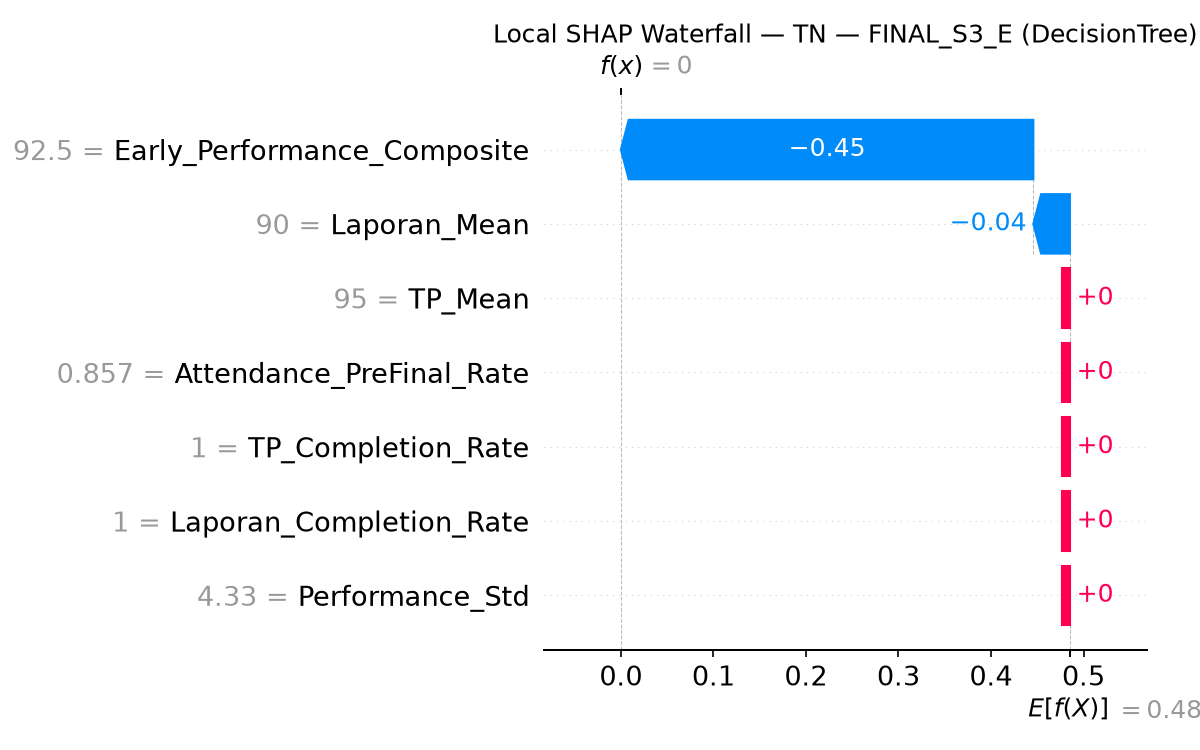 Local SHAP Waterfall — TN — FINAL_S3_E (DecisionTree)
f(x) = 0
92.5 = Early_Performance_Composite
−0.45
90 = Laporan_Mean
−0.04
95 = TP_Mean
+0
0.857 = Attendance_PreFinal_Rate
+0
1 = TP_Completion_Rate
+0
1 = Laporan_Completion_Rate
+0
4.33 = Performance_Std
+0
0.0 0.1 0.2 0.3 0.4 0.5
E[f(X)] = 0.48